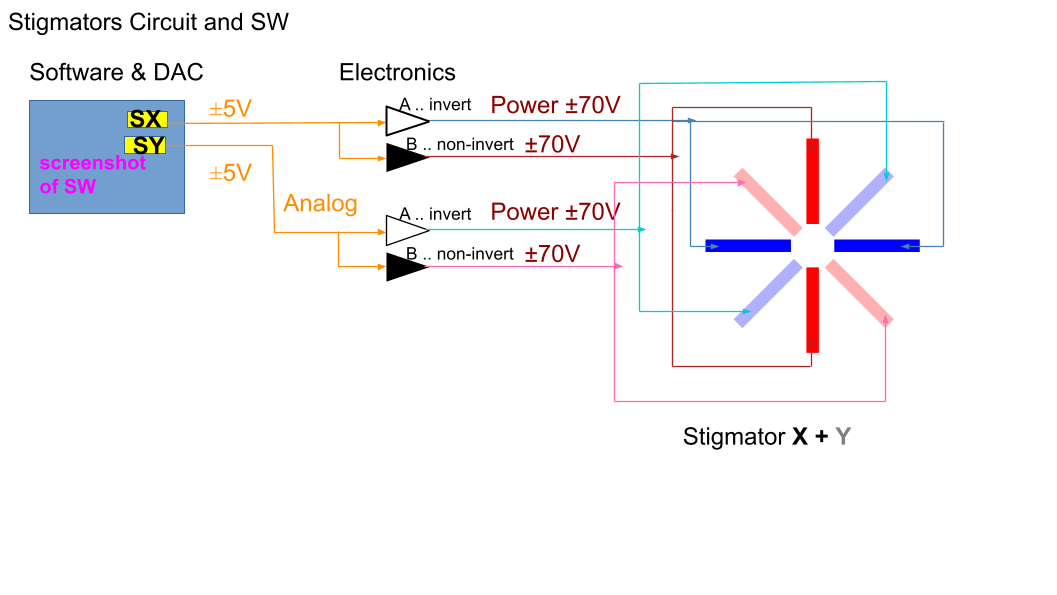 Stigmators Circuit and SW
Software & DAC
Electronics
SX
±5V
A .. invert
Power ±70V
SY
B .. non-invert
±70V
screenshot
of SW
±5V
Analog
A .. invert
Power ±70V
B .. non-invert
±70V
Stigmator X + Y